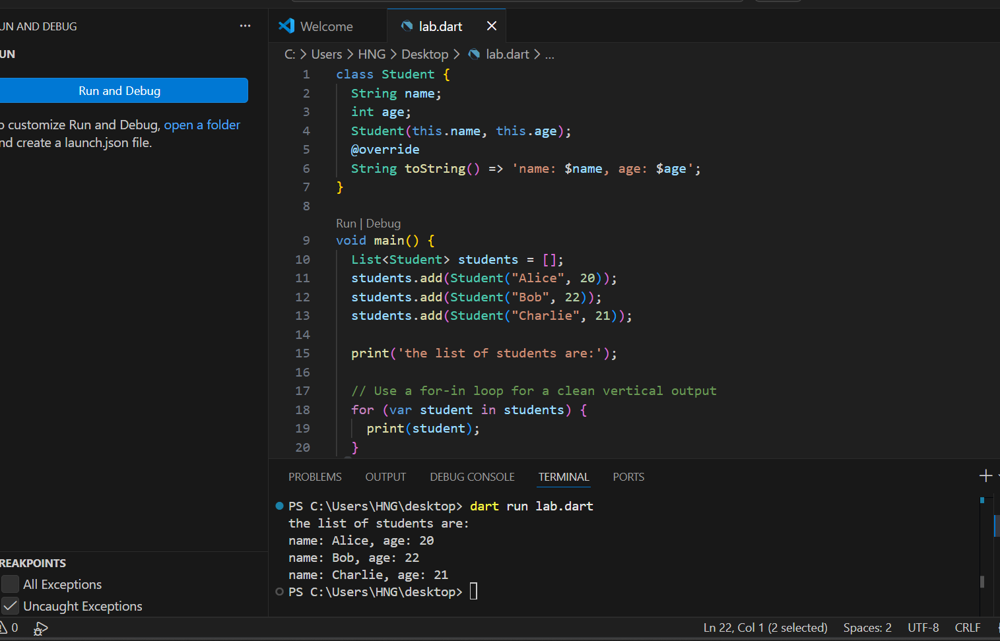 UN AND DEBUG
...
Welcome
lab.dart
C: > Users > HNG > Desktop > lab.dart > ...
UN
Run and Debug
o customize Run and Debug, open a folder
nd create a launch.json file.
1 class Student {
2   String name;
3   int age;
4   Student(this.name, this.age);
5   @override
6   String toString() => 'name: $name, age: $age';
7 }
8
Run | Debug
9 void main() {
10   List<Student> students = [];
11   students.add(Student("Alice", 20));
12   students.add(Student("Bob", 22));
13   students.add(Student("Charlie", 21));
14
15   print('the list of students are:');
16
17   // Use a for-in loop for a clean vertical output
18   for (var student in students) {
19     print(student);
20   }
PROBLEMS OUTPUT DEBUG CONSOLE TERMINAL PORTS
PS C:\Users\HNG\desktop> dart run lab.dart
the list of students are:
name: Alice, age: 20
name: Bob, age: 22
name: Charlie, age: 21
PS C:\Users\HNG\desktop>
REAKPOINTS
All Exceptions
Uncaught Exceptions
0
Ln 22, Col 1 (2 selected) Spaces: 2 UTF-8 CRLF